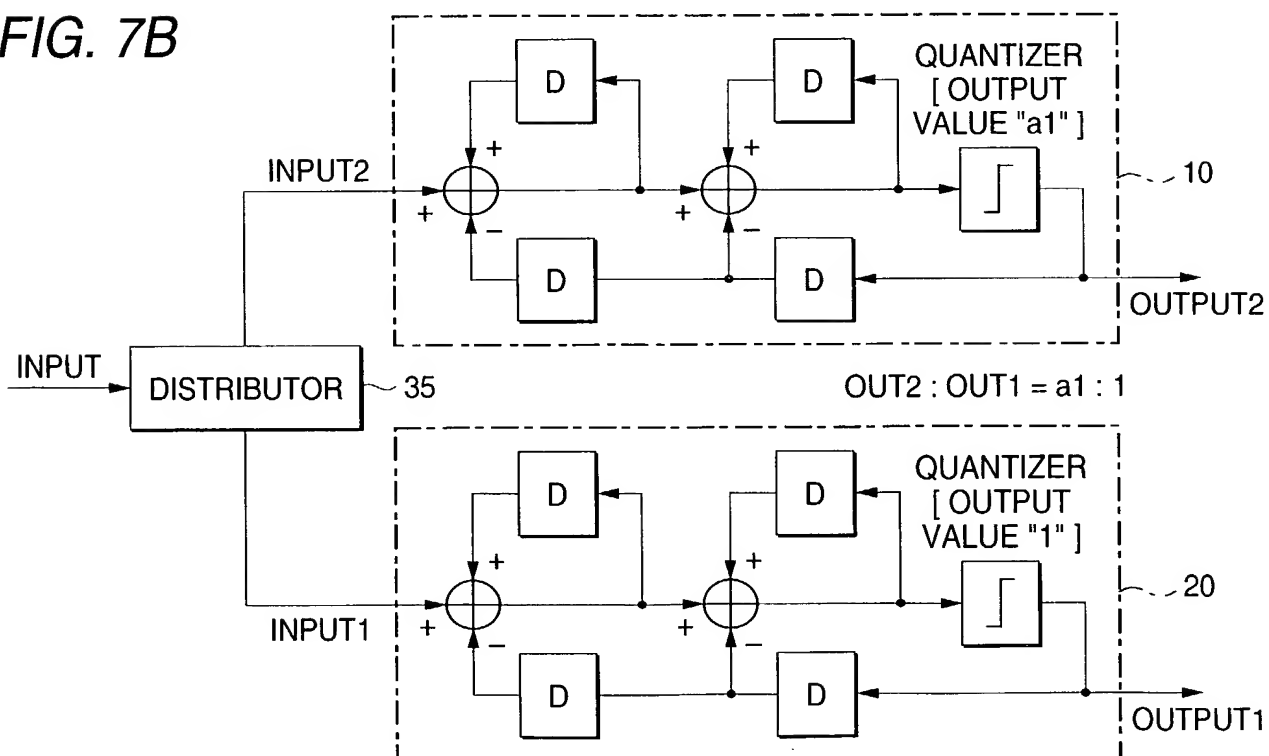 FIG. 7B
QUANTIZER
[ OUTPUT
VALUE "a1" ]
D
D
+
+
INPUT2
+
+
10
−
−
D
D
OUTPUT2
INPUT
DISTRIBUTOR
35
OUT2 : OUT1 = a1 : 1
QUANTIZER
[ OUTPUT
VALUE "1" ]
D
D
+
+
20
INPUT1
+
+
−
−
D
D
OUTPUT1